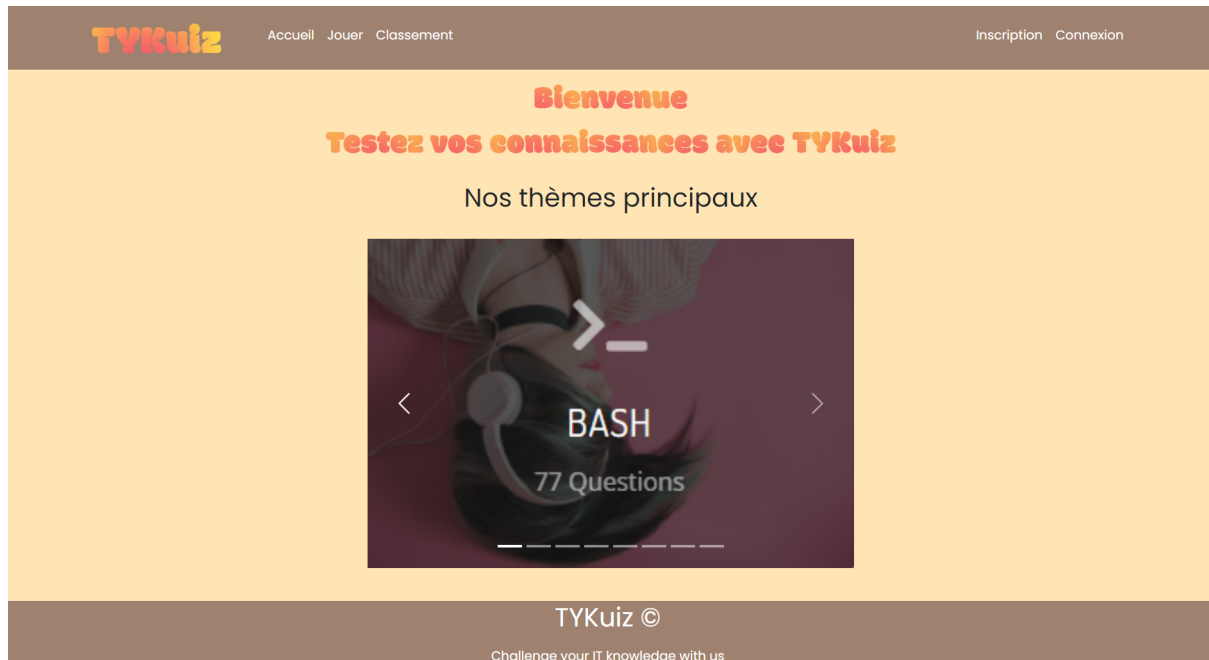 TYKuiz Accueil Jouer Classement Inscription Connexion
Bienvenue
Testez vos connaissances avec TYKuiz
Nos thèmes principaux
>_
BASH
77 Questions
TYKuiz ©
Challenge your IT knowledge with us